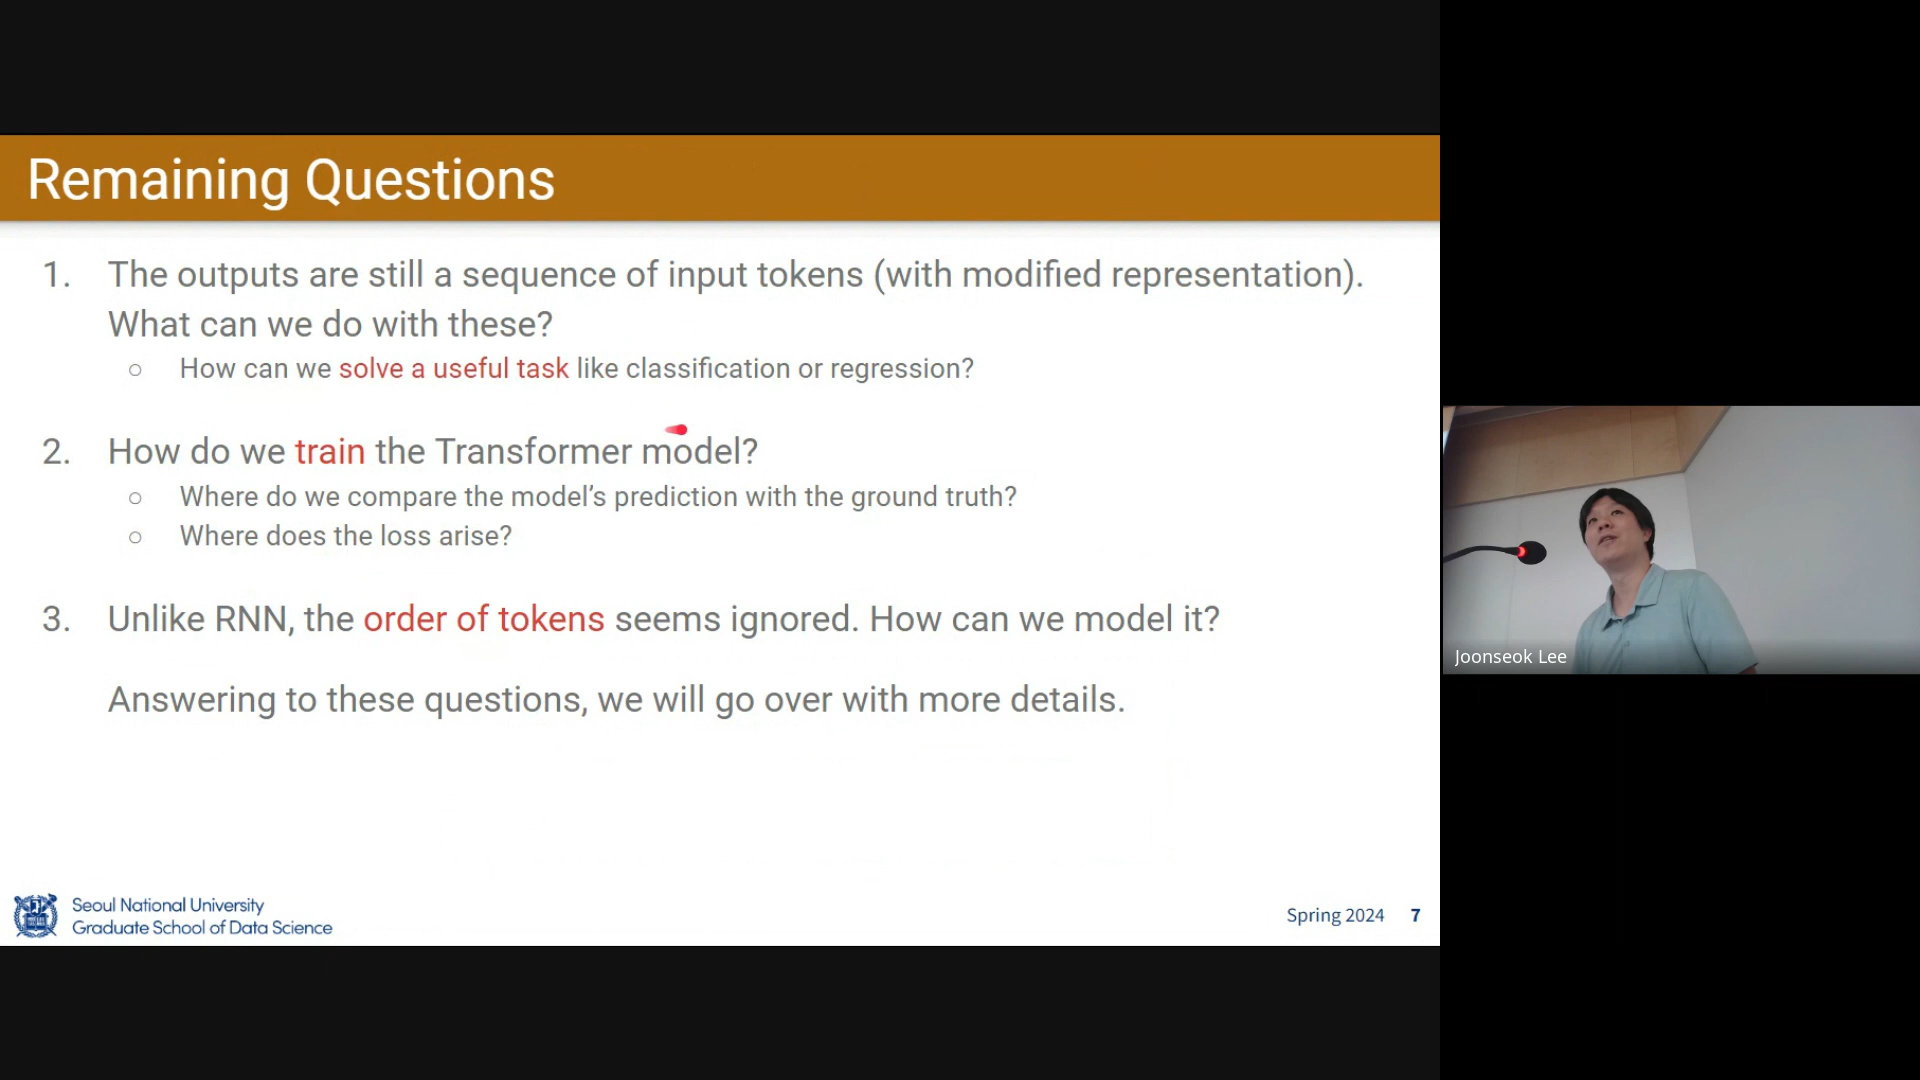 Remaining Questions
1. The outputs are still a sequence of input tokens (with modified representation).
What can we do with these?
○ How can we solve a useful task like classification or regression?
2. How do we train the Transformer model?
○ Where do we compare the model's prediction with the ground truth?
○ Where does the loss arise?
3. Unlike RNN, the order of tokens seems ignored. How can we model it?
Answering to these questions, we will go over with more details.
Seoul National University
Graduate School of Data Science
Spring 2024 7
Joonseok Lee